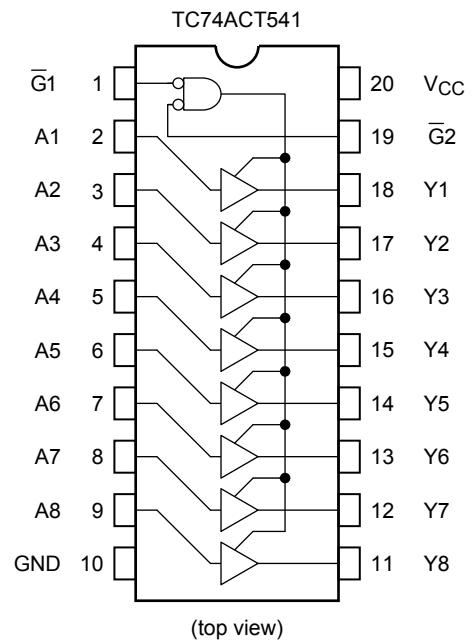 TC74ACT541
G̅1 1 20 VCC
A1 2 19 G̅2
A2 3 18 Y1
A3 4 17 Y2
A4 5 16 Y3
A5 6 15 Y4
A6 7 14 Y5
A7 8 13 Y6
A8 9 12 Y7
GND 10 11 Y8
(top view)